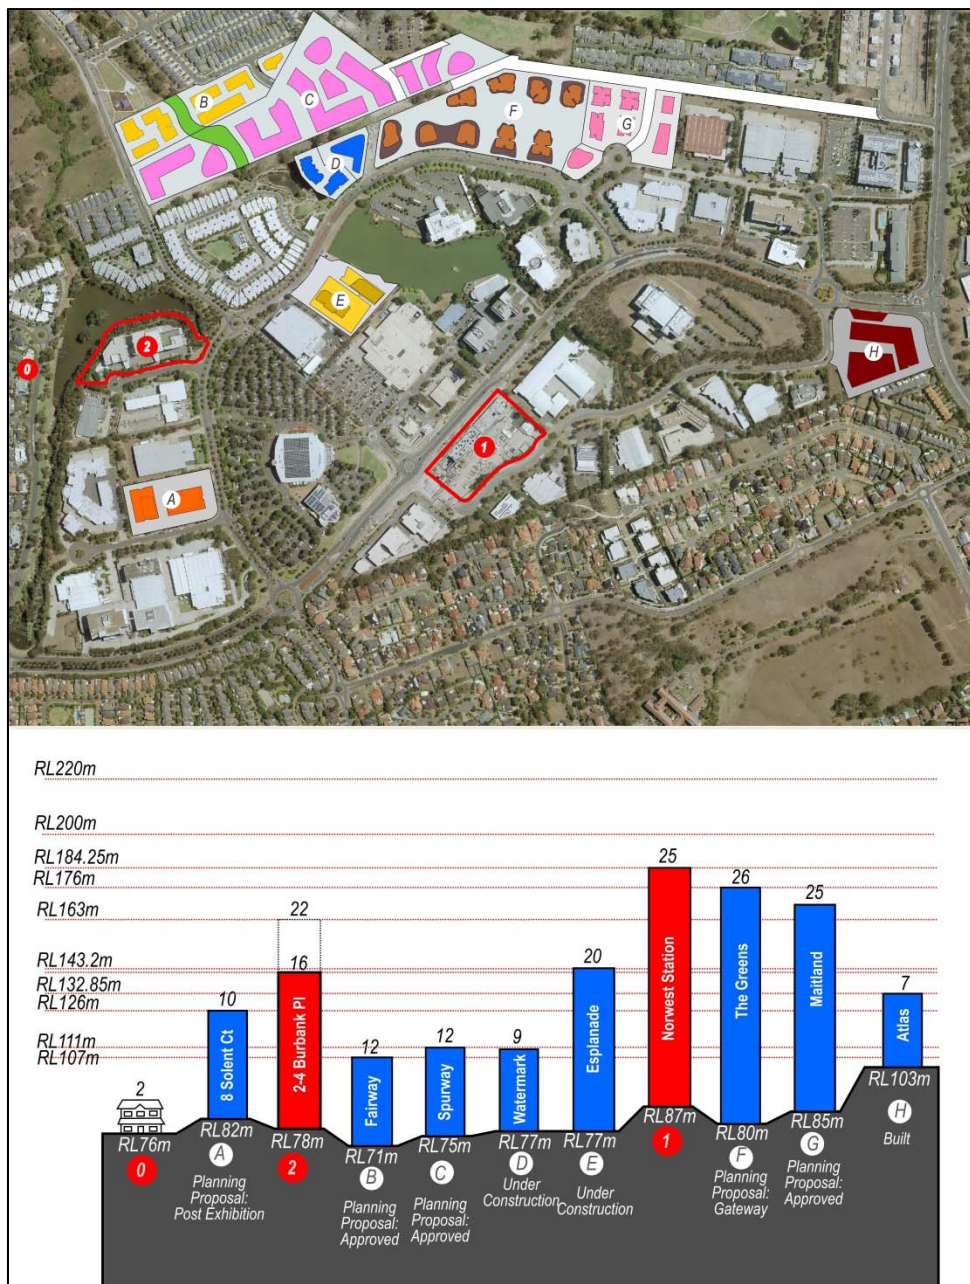 B
C
F
G
D
E
2
0
H
1
A
RL220m
RL200m
RL184.25m
RL176m
RL163m
RL143.2m
RL132.85m
RL126m
RL111m
RL107m
2
10
22
16
12
12
9
20
25
26
25
7
8 Solent Ct
2-4 Burbank Pl
Fairway
Spurway
Watermark
Esplanade
Norwest Station
The Greens
Maitland
Atlas
RL76m
0
RL82m
A
Planning
Proposal:
Post Exhibition
RL78m
2
RL71m
B
Planning
Proposal:
Approved
RL75m
C
Planning
Proposal:
Approved
RL77m
D
Under
Construction
RL77m
E
Under
Construction
RL87m
1
RL80m
F
Planning
Proposal:
Gateway
RL85m
G
Planning
Proposal:
Approved
RL103m
H
Built